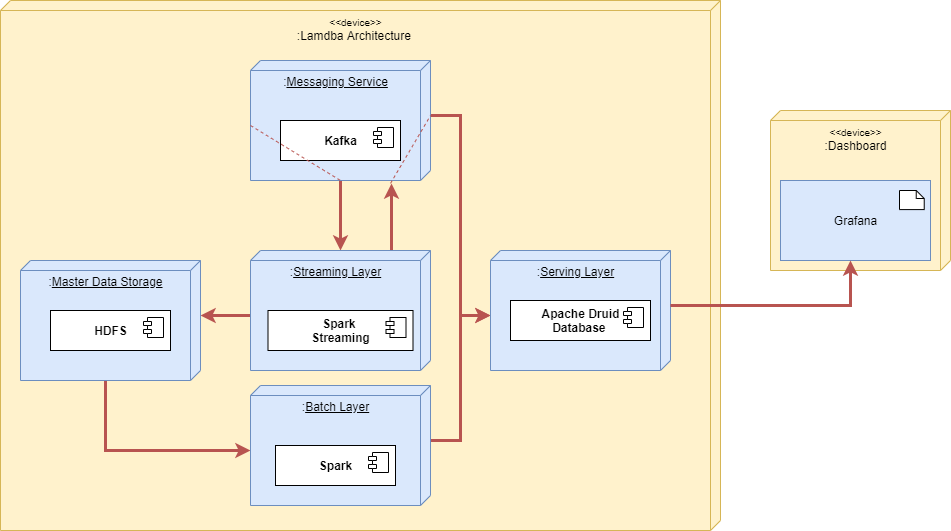 <<device>>
:Lamdba Architecture
:Messaging Service
Kafka
<<device>>
:Dashboard
Grafana
:Master Data Storage
HDFS
:Streaming Layer
Spark
Streaming
:Serving Layer
Apache Druid
Database
:Batch Layer
Spark